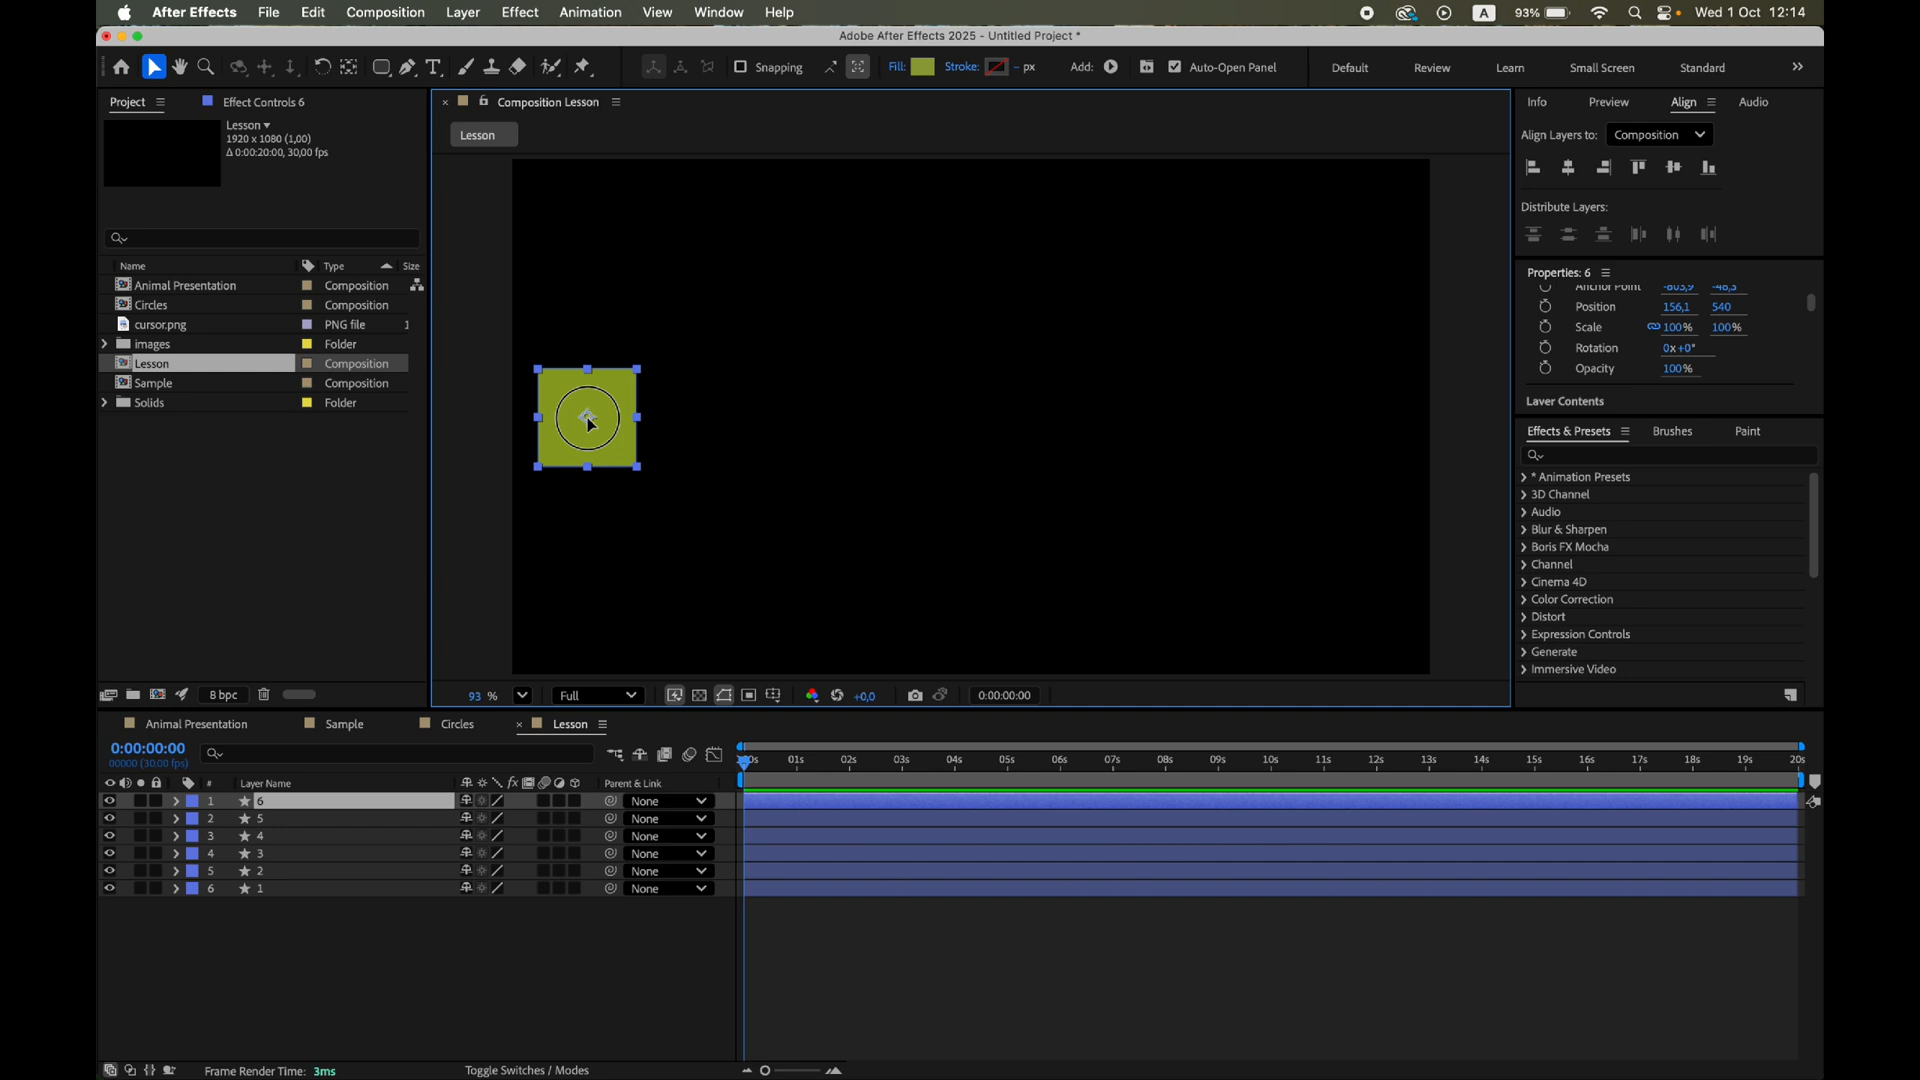 After Effects File Edit Composition Layer Effect Animation View Window Help A 93% Wed 1 Oct 12:14
Adobe After Effects 2025 - Untitled Project *
Snapping Fill: Stroke: - px Add: Auto-Open Panel Default Review Learn Small Screen Standard
Project Effect Controls 6
Composition Lesson
Info Preview Align Audio
Lesson
1920 x 1080 (1,00)
Δ 0:00:20:00, 30,00 fps
Lesson
Align Layers to: Composition
Distribute Layers:
Name Type Size
Animal Presentation Composition
Circles Composition
cursor.png PNG file 1
images Folder
Lesson Composition
Sample Composition
Solids Folder
Properties: 6
Anchor Point -803,9 -48,3
Position 156,1 540
Scale 100% 100%
Rotation 0x+0°
Opacity 100%
Layer Contents
Effects & Presets Brushes Paint
* Animation Presets
3D Channel
Audio
Blur & Sharpen
Boris FX Mocha
Channel
Cinema 4D
Color Correction
Distort
Expression Controls
Generate
Immersive Video
8 bpc
93 % Full +0,0 0:00:00:00
Animal Presentation Sample Circles Lesson
0:00:00:00
00000 (30.00 fps)
01s 02s 03s 04s 05s 06s 07s 08s 09s 10s 11s 12s 13s 14s 15s 16s 17s 18s 19s 20s
# Layer Name fx Parent & Link
1 6 None
2 5 None
3 4 None
4 3 None
5 2 None
6 1 None
Frame Render Time: 3ms Toggle Switches / Modes